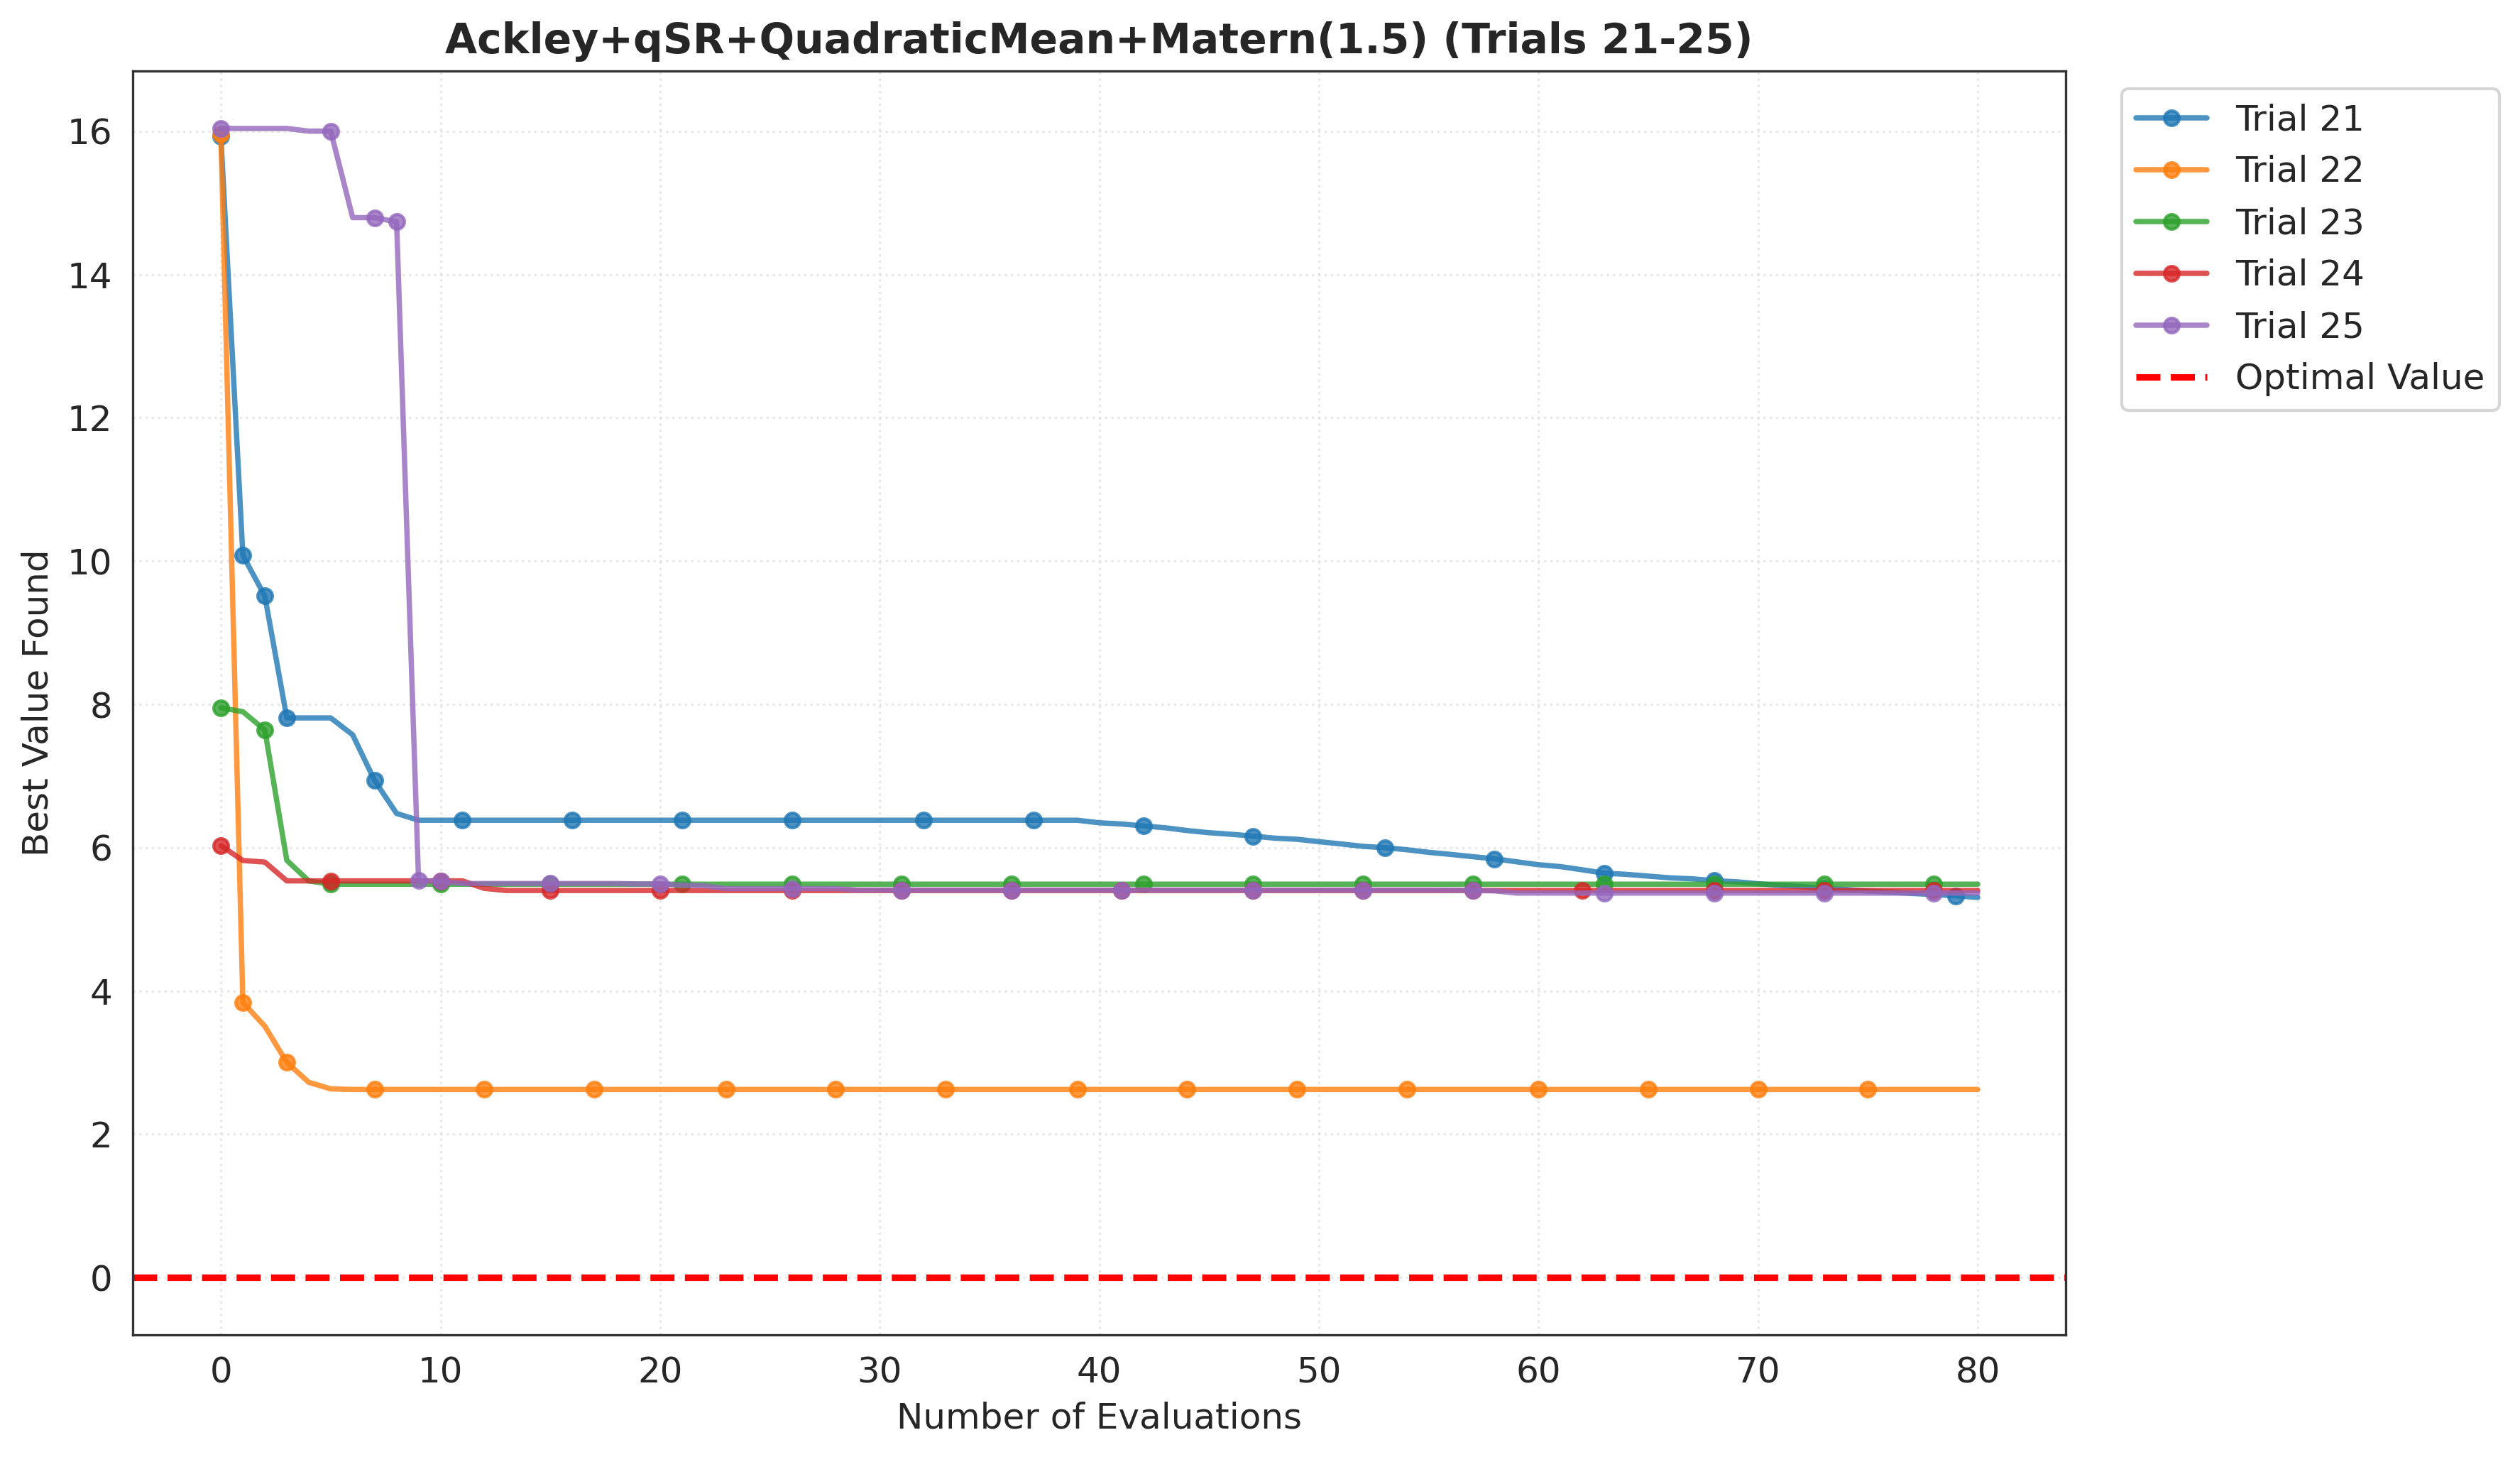 Ackley+qSR+QuadraticMean+Matern(1.5) (Trials 21-25)
Best Value Found
16
14
12
10
8
6
4
2
0
0 10 20 30 40 50 60 70 80
Number of Evaluations
Trial 21
Trial 22
Trial 23
Trial 24
Trial 25
Optimal Value